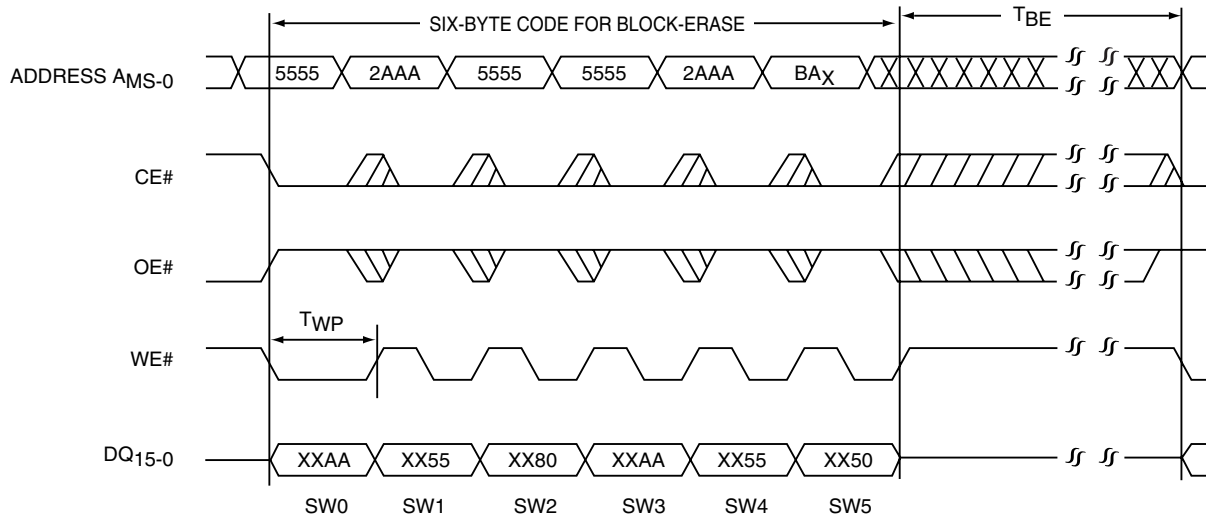 SIX-BYTE CODE FOR BLOCK-ERASE
TBE
ADDRESS AMS-0
5555 2AAA 5555 5555 2AAA BAX
CE#
OE#
TWP
WE#
DQ15-0
XXAA XX55 XX80 XXAA XX55 XX50
SW0 SW1 SW2 SW3 SW4 SW5